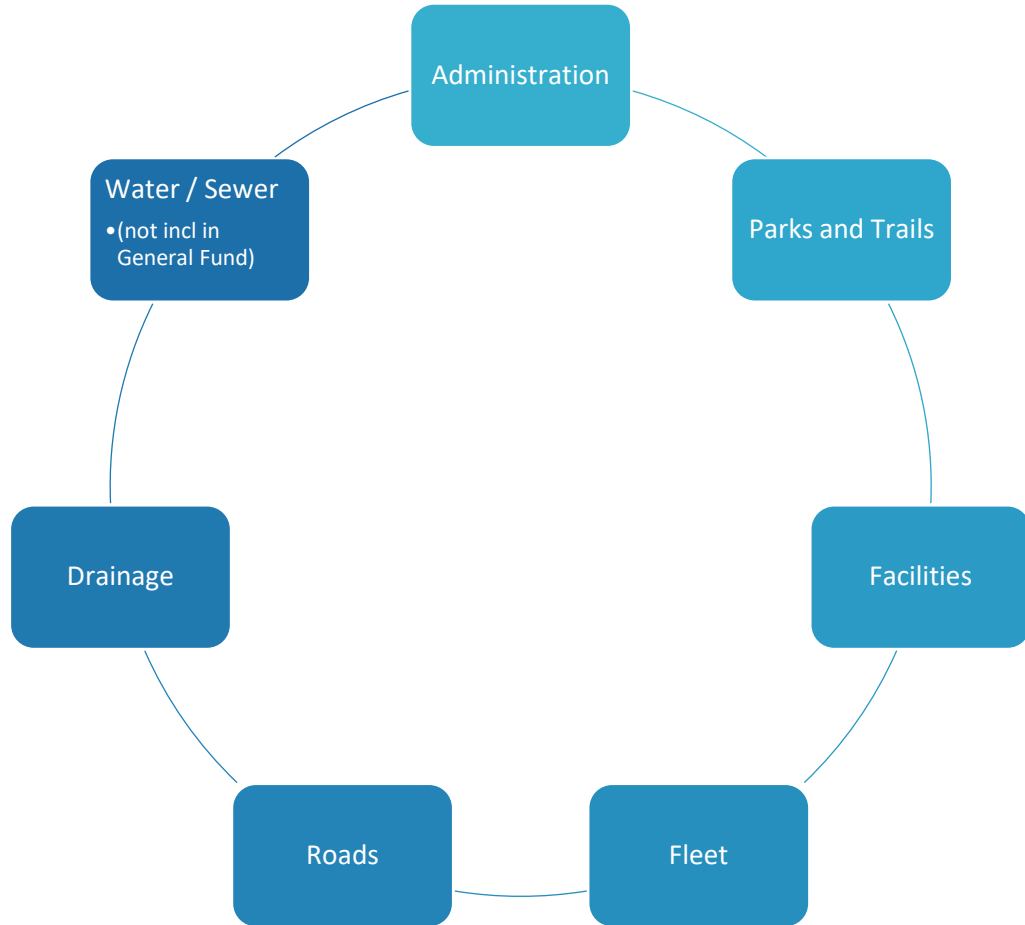 Administration
Parks and Trails
Facilities
Fleet
Roads
Drainage
Water / Sewer
•(not incl in
General Fund)